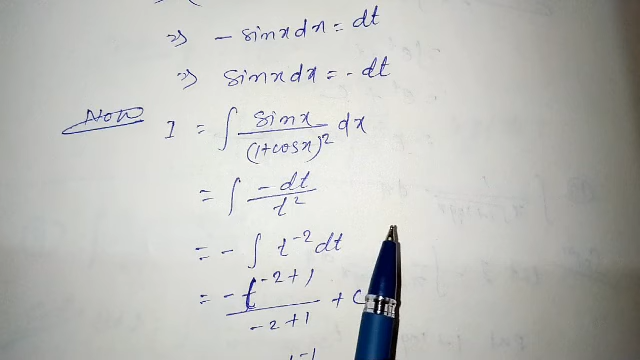 ⇒ - sinx dx = dt
⇒ sinx dx = - dt
Now I = ∫ sinx / (1+cosx)² dx
= ∫ -dt / t²
= - ∫ t⁻² dt
= - t⁻²⁺¹ / -2+1 + C